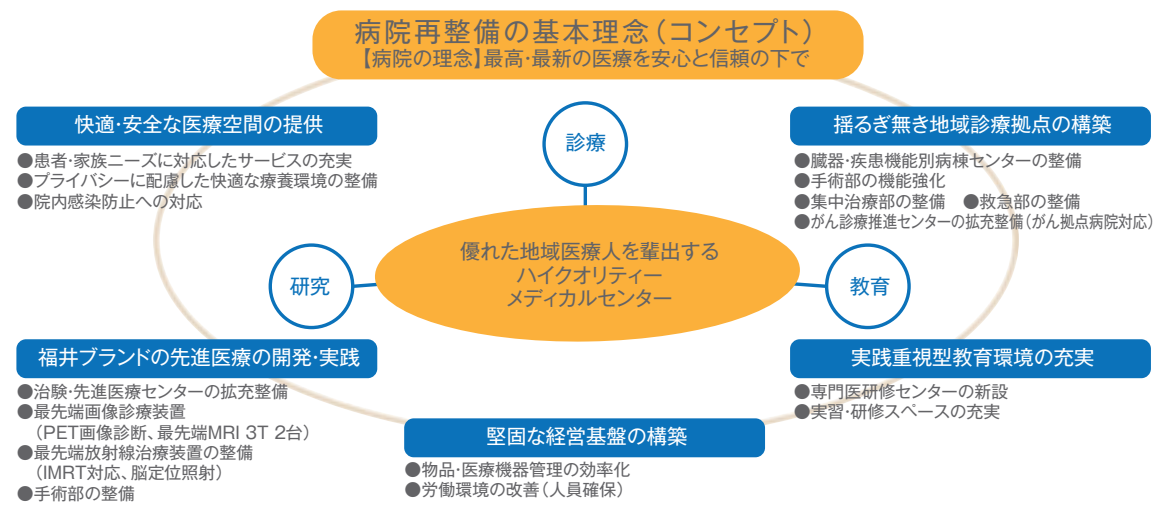 病院再整備の基本理念（コンセプト）
【病院の理念】最高・最新の医療を安心と信頼の下で
快適・安全な医療空間の提供
●患者・家族ニーズに対応したサービスの充実
●プライバシーに配慮した快適な療養環境の整備
●院内感染防止への対応
診療
揺るぎ無き地域診療拠点の構築
●臓器・疾患機能別病棟センターの整備
●手術部の機能強化
●集中治療部の整備　●救急部の整備
●がん診療推進センターの拡充整備（がん拠点病院対応）
研究
優れた地域医療人を輩出する
ハイクオリティー
メディカルセンター
教育
福井ブランドの先進医療の開発・実践
●治験・先進医療センターの拡充整備
●最先端画像診療装置
（PET画像診断、最先端MRI 3T 2台）
●最先端放射線治療装置の整備
（IMRT対応、脳定位照射）
●手術部の整備
堅固な経営基盤の構築
●物品・医療機器管理の効率化
●労働環境の改善（人員確保）
実践重視型教育環境の充実
●専門医研修センターの新設
●実習・研修スペースの充実